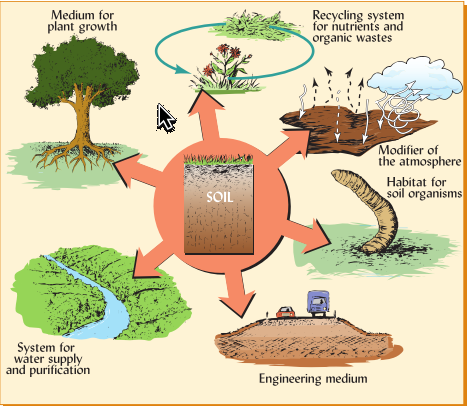 Medium for
plant growth
Recycling system
for nutrients and
organic wastes
Modifier of
the atmosphere
Habitat for
soil organisms
SOIL
System for
water supply
and purification
Engineering medium